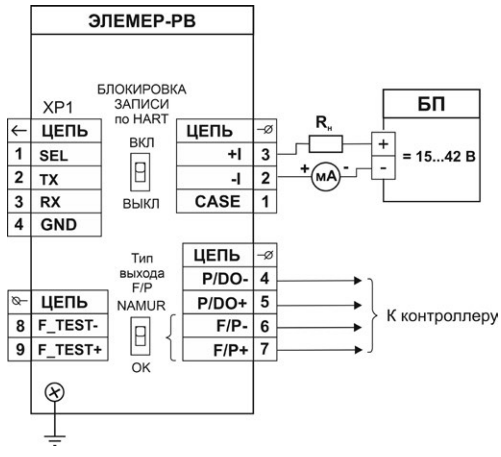 ЭЛЕМЕР-РВ
XP1
ЦЕПЬ
1 SEL
2 TX
3 RX
4 GND
БЛОКИРОВКА
ЗАПИСИ
по HART
ВКЛ
ВЫКЛ
ЦЕПЬ
+I 3
-I 2
CASE 1
Rн
+ мА -
БП
+
-
= 15...42 В
ЦЕПЬ
8 F_TEST-
9 F_TEST+
Тип
выхода
F/P
NAMUR
ОК
ЦЕПЬ
P/DO- 4
P/DO+ 5
F/P- 6
F/P+ 7
К контроллеру